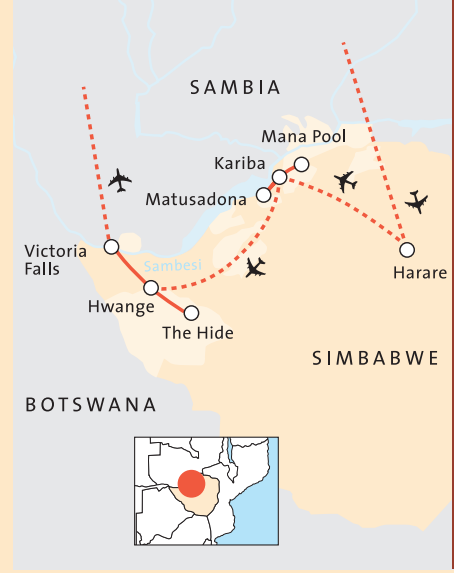 SAMBIA
Mana Pool
Kariba
Matusadona
Victoria
Falls
Sambesi
Harare
Hwange
The Hide
SIMBABWE
BOTSWANA